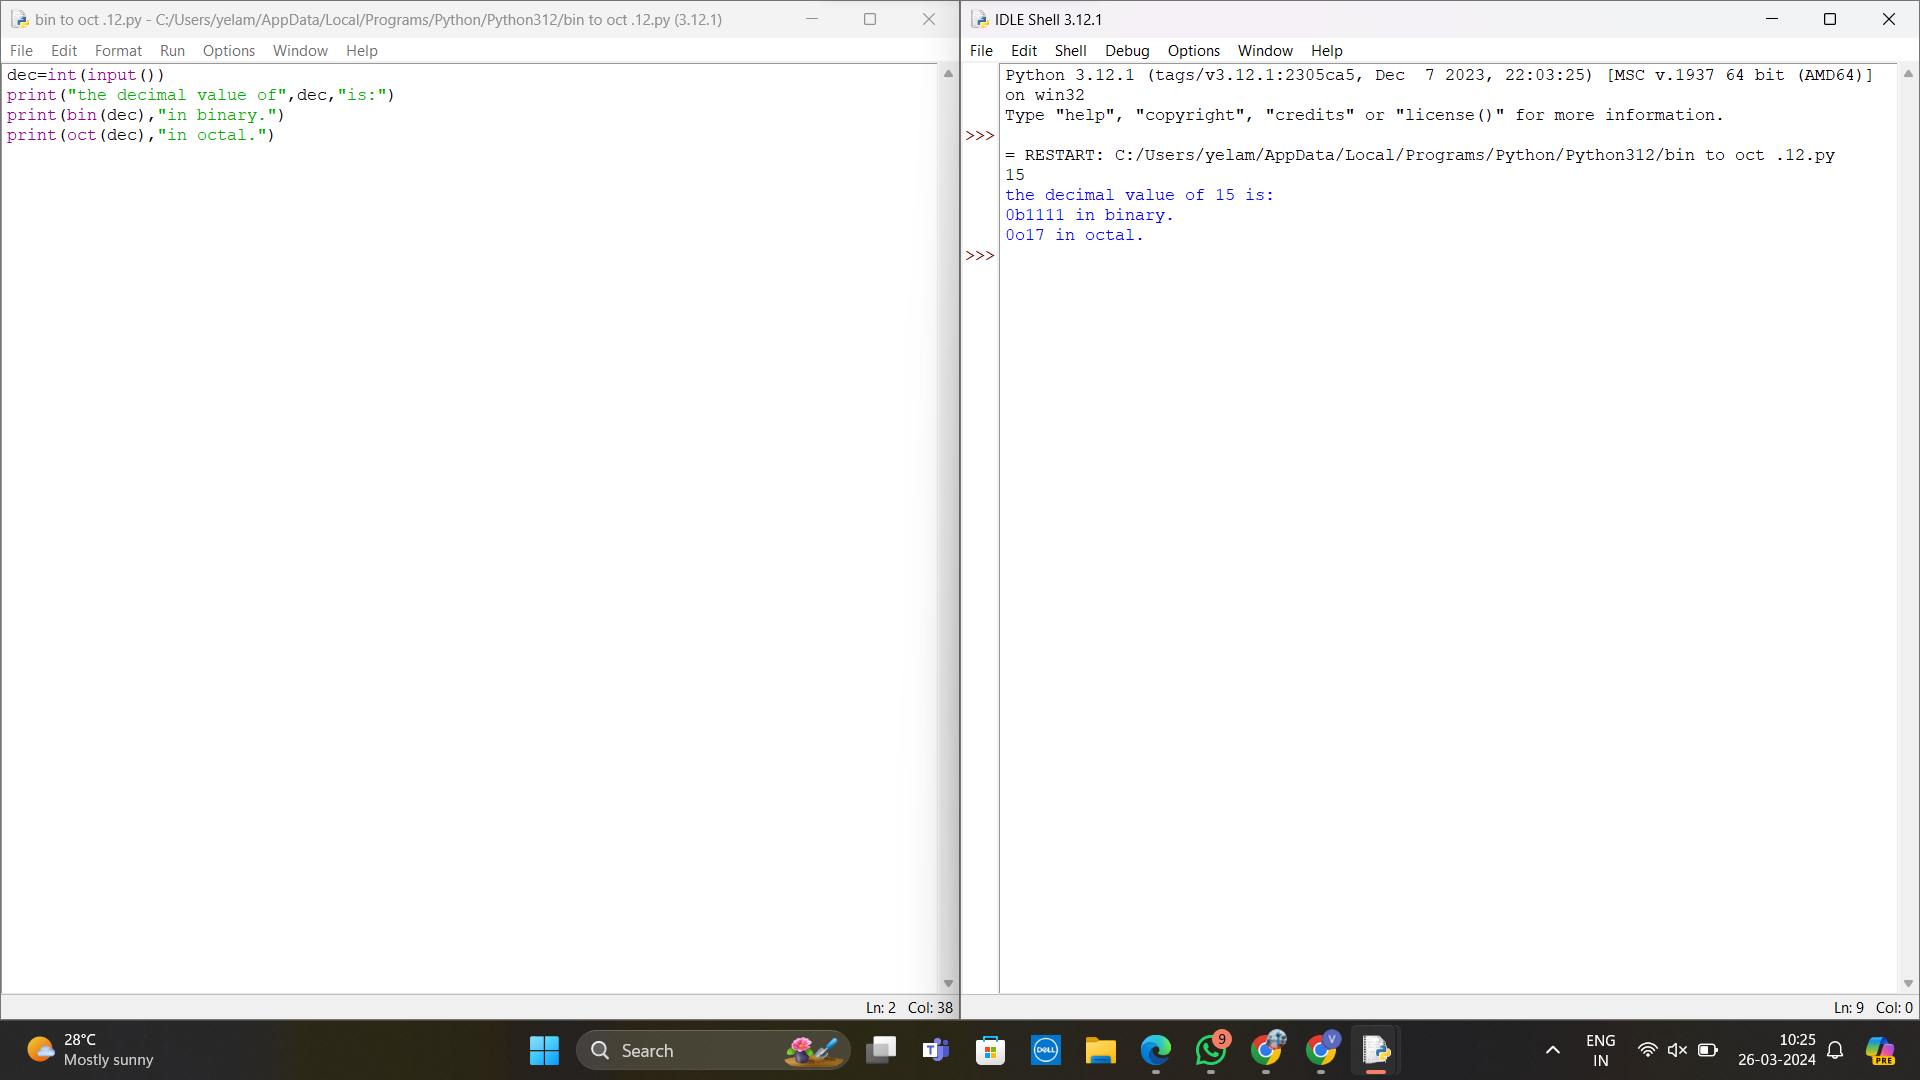 bin to oct .12.py - C:/Users/yelam/AppData/Local/Programs/Python/Python312/bin to oct .12.py (3.12.1)
File Edit Format Run Options Window Help
dec=int(input())
print("the decimal value of",dec,"is:")
print(bin(dec),"in binary.")
print(oct(dec),"in octal.")
Ln: 2 Col: 38
IDLE Shell 3.12.1
File Edit Shell Debug Options Window Help
Python 3.12.1 (tags/v3.12.1:2305ca5, Dec  7 2023, 22:03:25) [MSC v.1937 64 bit (AMD64)]
on win32
Type "help", "copyright", "credits" or "license()" for more information.
>>>
= RESTART: C:/Users/yelam/AppData/Local/Programs/Python/Python312/bin to oct .12.py
15
the decimal value of 15 is:
0b1111 in binary.
0o17 in octal.
>>>
Ln: 9 Col: 0
28°C
Mostly sunny
Search
T
DELL
9
V
ENG
IN
10:25
26-03-2024
PRE